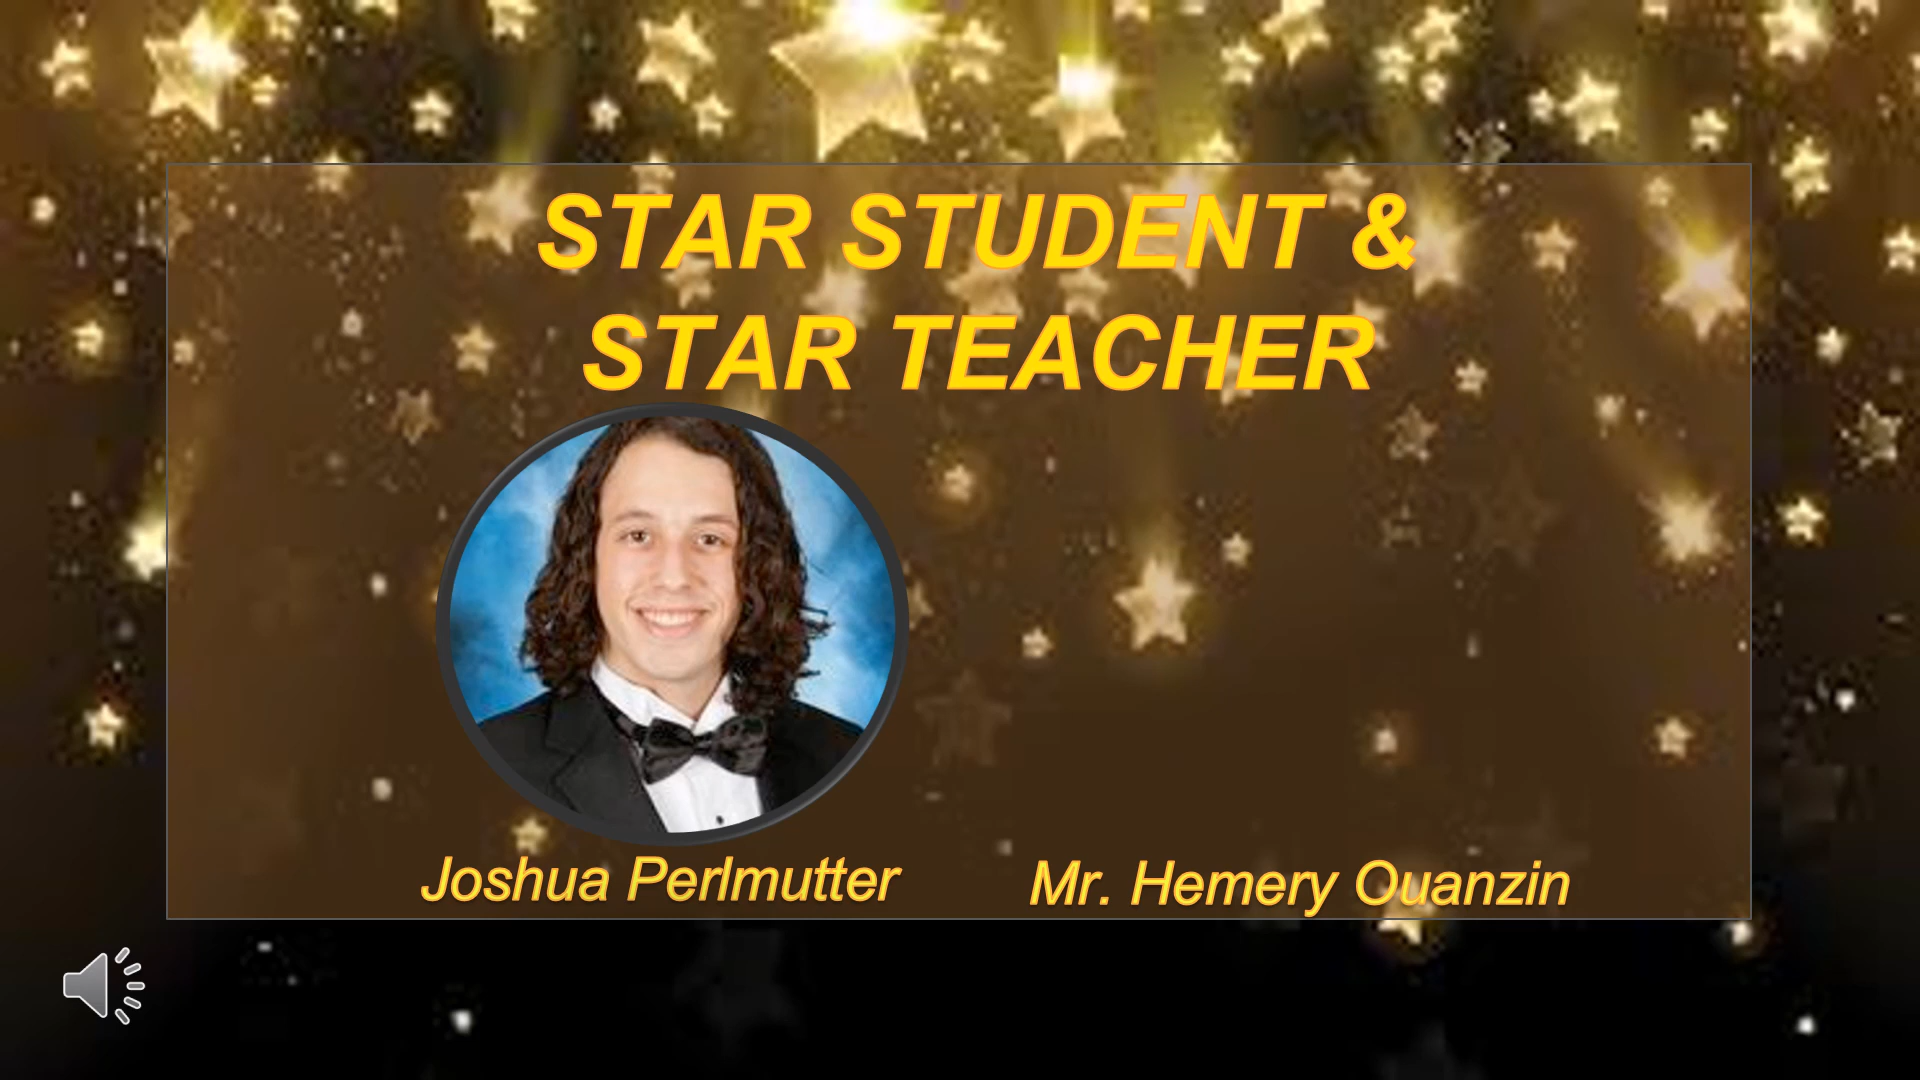 STAR STUDENT &
STAR TEACHER
Joshua Perlmutter
Mr. Hemery Ouanzin